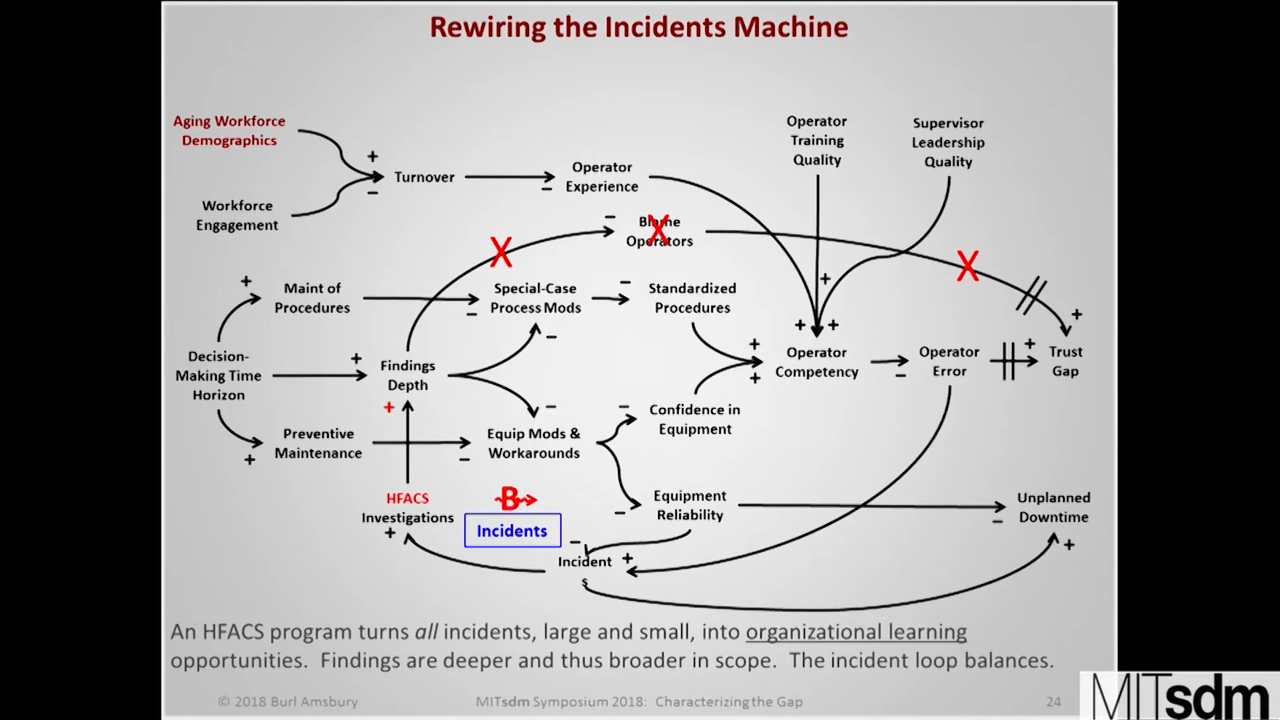 Rewiring the Incidents Machine
Aging Workforce
Demographics
Workforce
Engagement
+
−
Turnover
−
Operator
Experience
Operator
Training
Quality
Supervisor
Leadership
Quality
−
Blame
Operators
X
X
X
+
Maint of
Procedures
−
Special-Case
Process Mods
−
Standardized
Procedures
+
+
+
+
Decision-
Making Time
Horizon
+
Findings
Depth
+
−
−
+
+
Operator
Competency
−
Operator
Error
+
Trust
Gap
+
Preventive
Maintenance
−
Equip Mods &
Workarounds
−
Confidence in
Equipment
HFACS
Investigations
+
B
Incidents
−
Equipment
Reliability
−
Unplanned
Downtime
+
−
Incident
s
+
An HFACS program turns all incidents, large and small, into organizational learning
opportunities. Findings are deeper and thus broader in scope. The incident loop balances.
© 2018 Burl Amsbury
MITsdm Symposium 2018: Characterizing the Gap
24
MITsdm